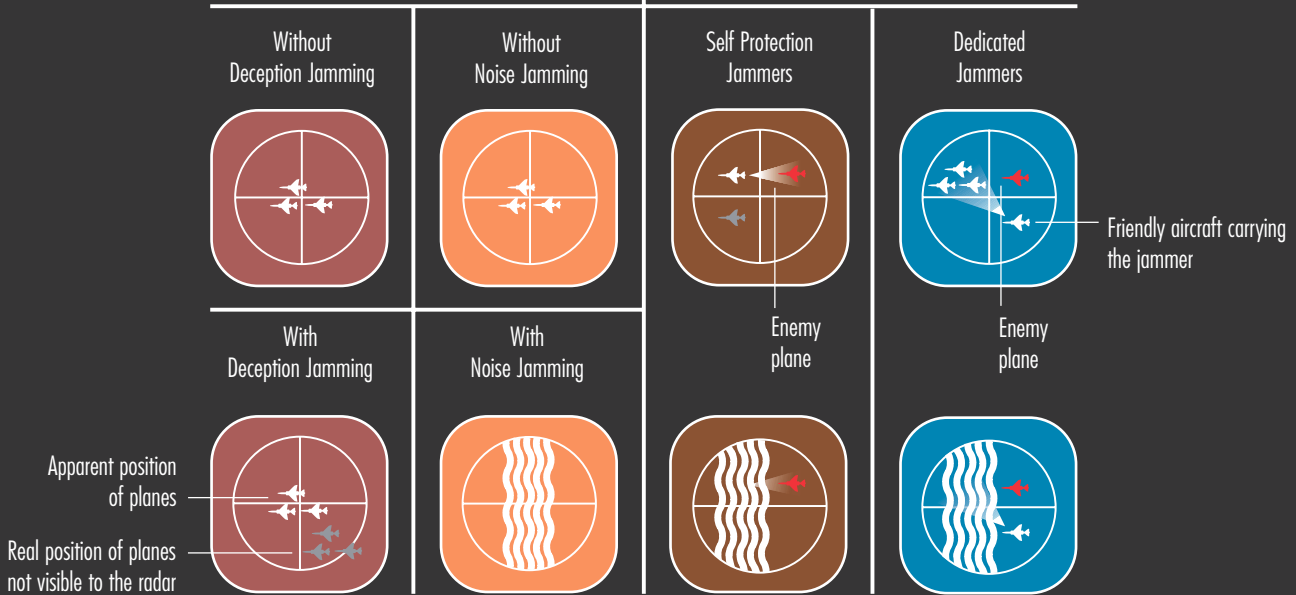 Without
Deception Jamming
Without
Noise Jamming
Self Protection
Jammers
Dedicated
Jammers
Friendly aircraft carrying
the jammer
Enemy
plane
Enemy
plane
With
Deception Jamming
With
Noise Jamming
Apparent position
of planes
Real position of planes
not visible to the radar